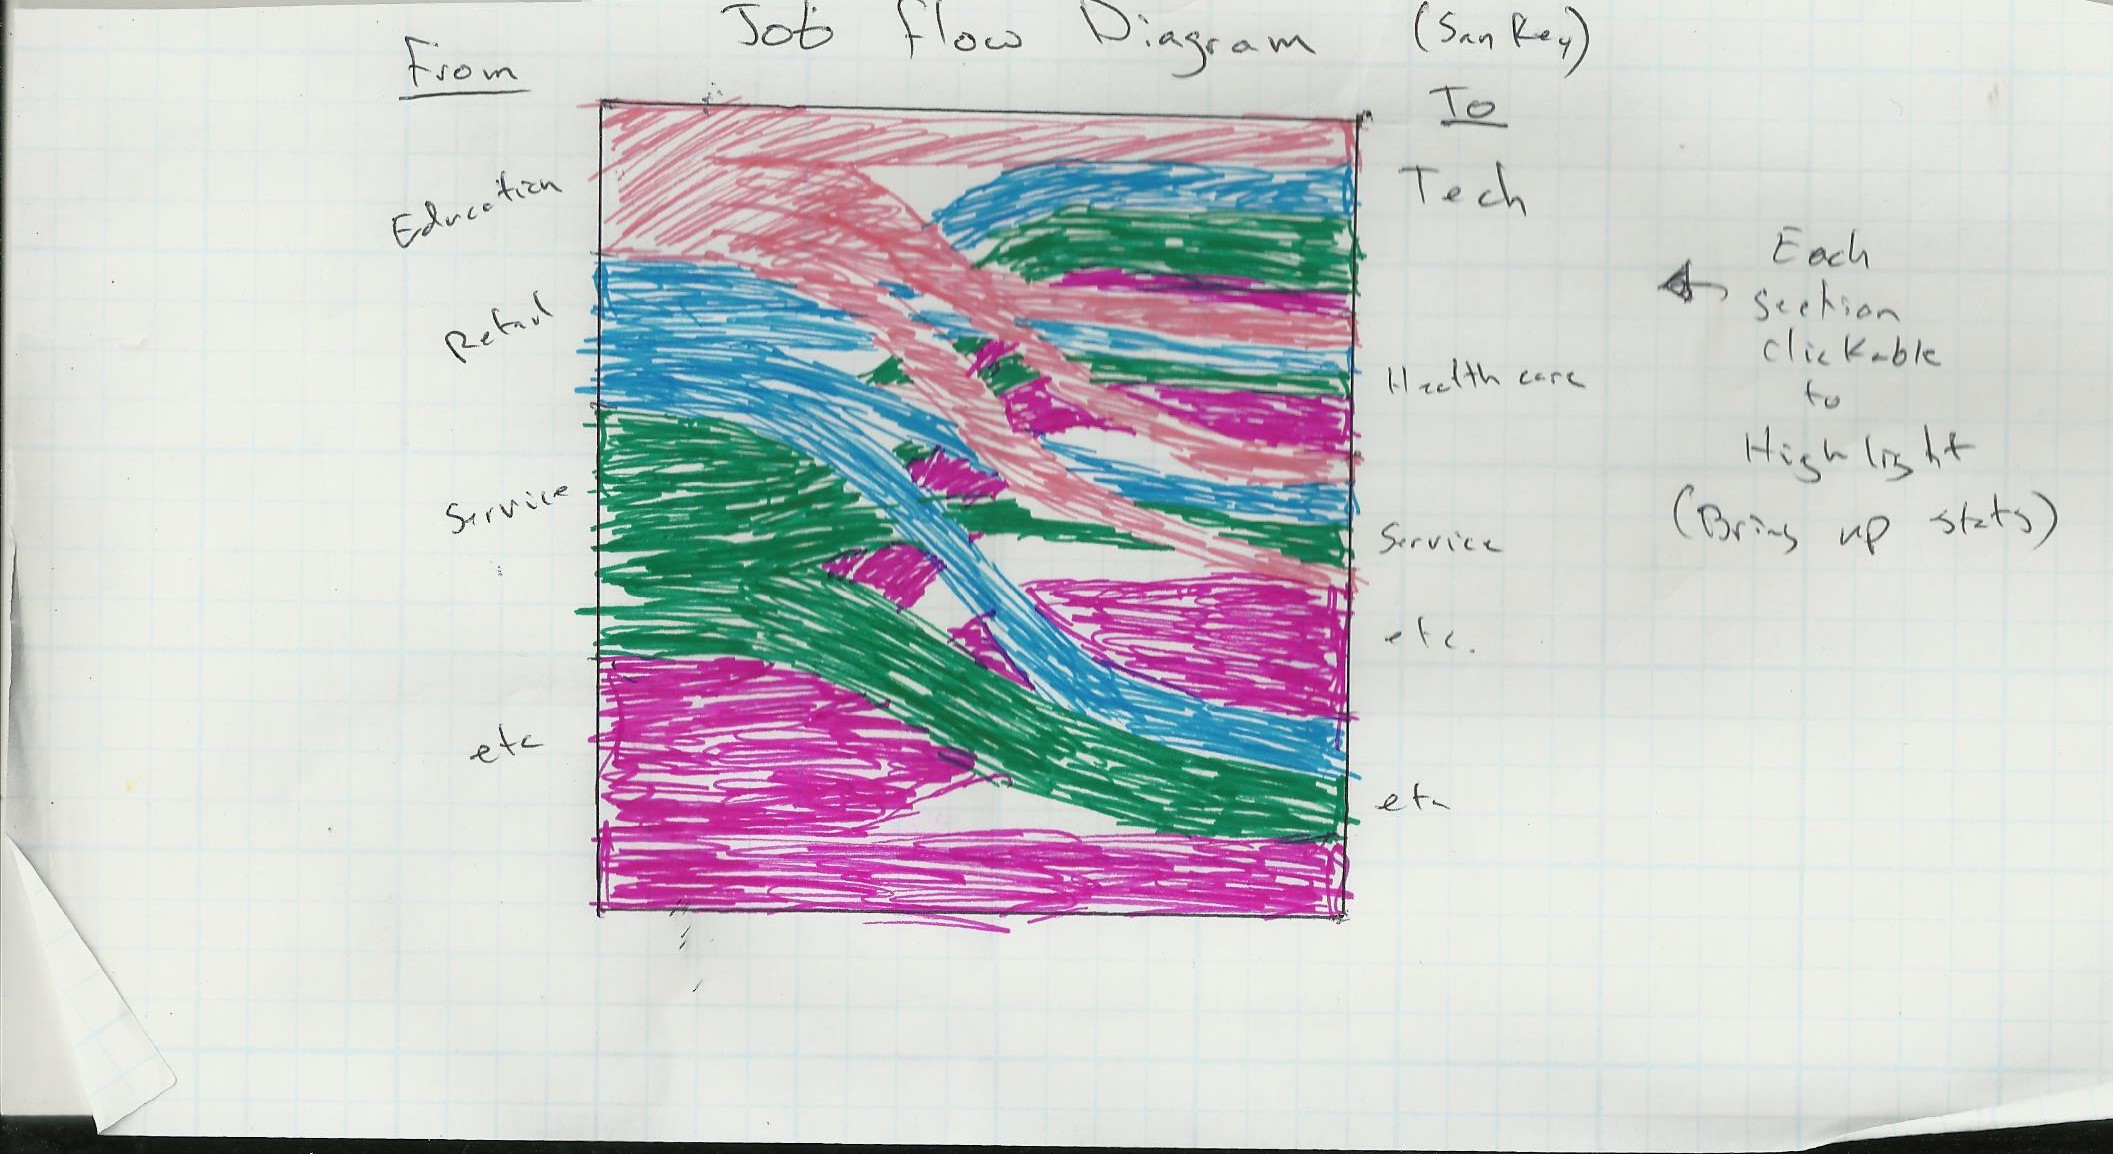 Job Flow Diagram (Sankey)
From
To
Education
Retail
Service
etc
Tech
Health care
Service
etc.
etc
Each
section
clickable
to
Highlight
(Bring up stats)